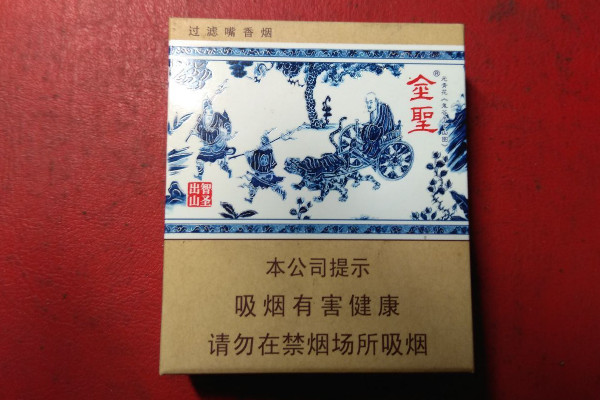 过滤嘴香烟
金聖
®
智圣
出山
本公司提示
吸烟有害健康
请勿在禁烟场所吸烟